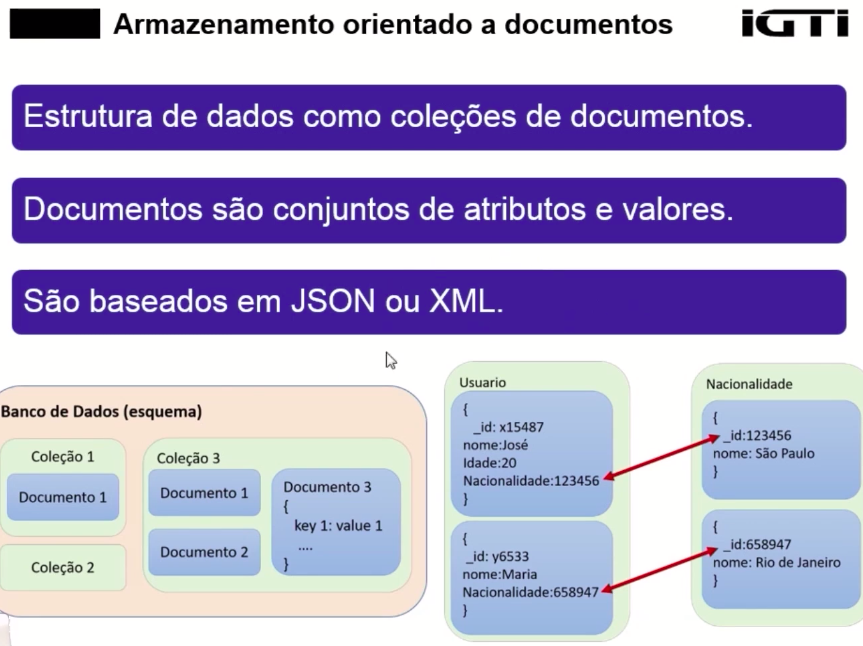 Armazenamento orientado a documentos
iGTi
Estrutura de dados como coleções de documentos.
Documentos são conjuntos de atributos e valores.
São baseados em JSON ou XML.
Banco de Dados (esquema)
Coleção 1
Documento 1
Coleção 2
Coleção 3
Documento 1
Documento 2
Documento 3
{
key 1: value 1
....
}
Usuario
{
_id: x15487
nome:José
Idade:20
Nacionalidade:123456
}
{
_id: y6533
nome:Maria
Nacionalidade:658947
}
Nacionalidade
{
_id:123456
nome: São Paulo
}
{
_id:658947
nome: Rio de Janeiro
}